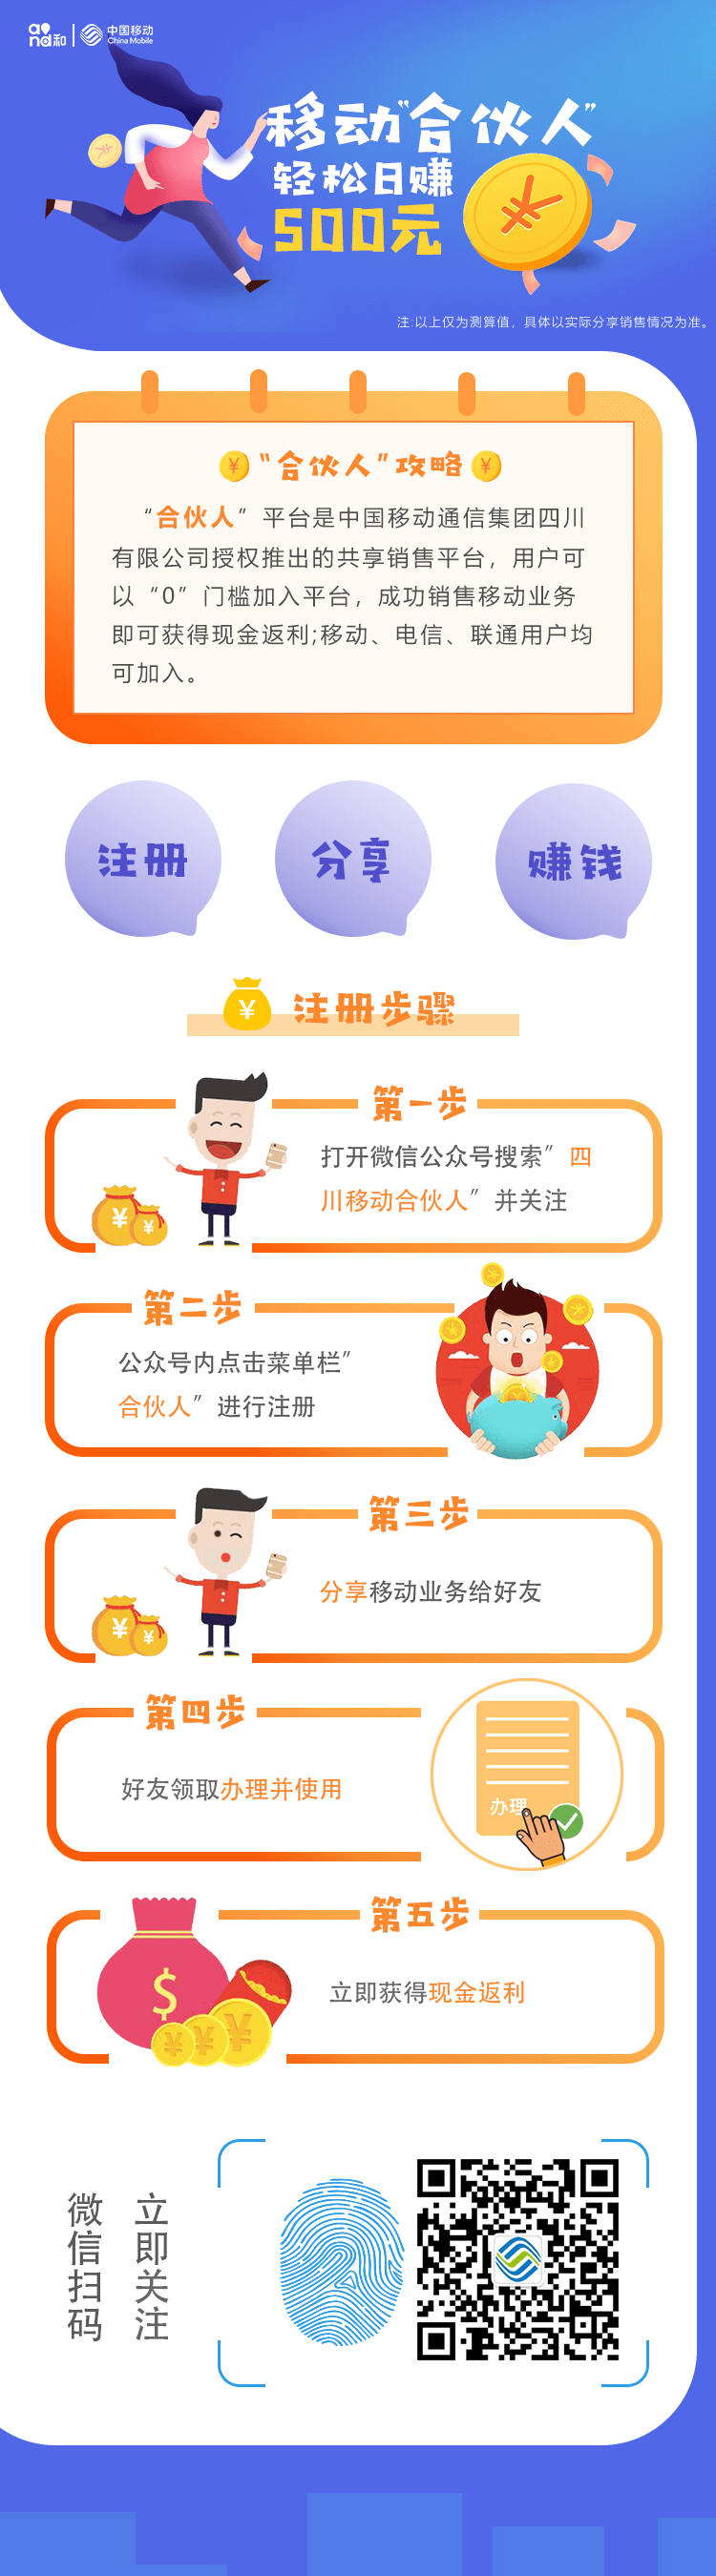 and和
中国移动
China Mobile
移动“合伙人”
轻松日赚
500元
注:以上仅为测算值，具体以实际分享销售情况为准。
“合伙人”攻略
“合伙人”平台是中国移动通信集团四川
有限公司授权推出的共享销售平台，用户可
以“0”门槛加入平台，成功销售移动业务
即可获得现金返利;移动、电信、联通用户均
可加入。
注册
分享
赚钱
注册步骤
第一步
打开微信公众号搜索”四
川移动合伙人”并关注
第二步
公众号内点击菜单栏”
合伙人”进行注册
第三步
分享移动业务给好友
第四步
好友领取办理并使用
办理
第五步
立即获得现金返利
微信扫码
立即关注